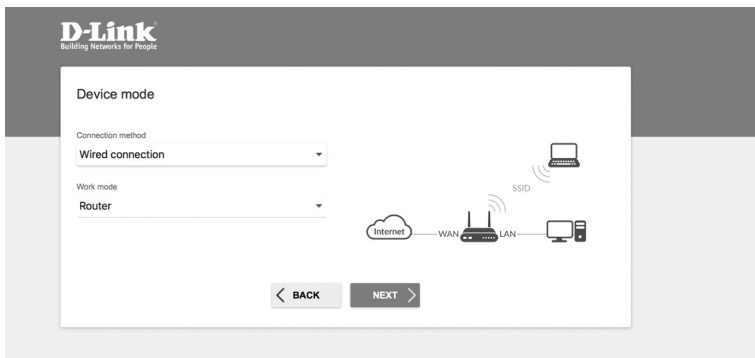 D-Link
Building Networks for People
Device mode
Connection method
Wired connection
Work mode
Router
SSID
Internet
WAN
LAN
BACK
NEXT